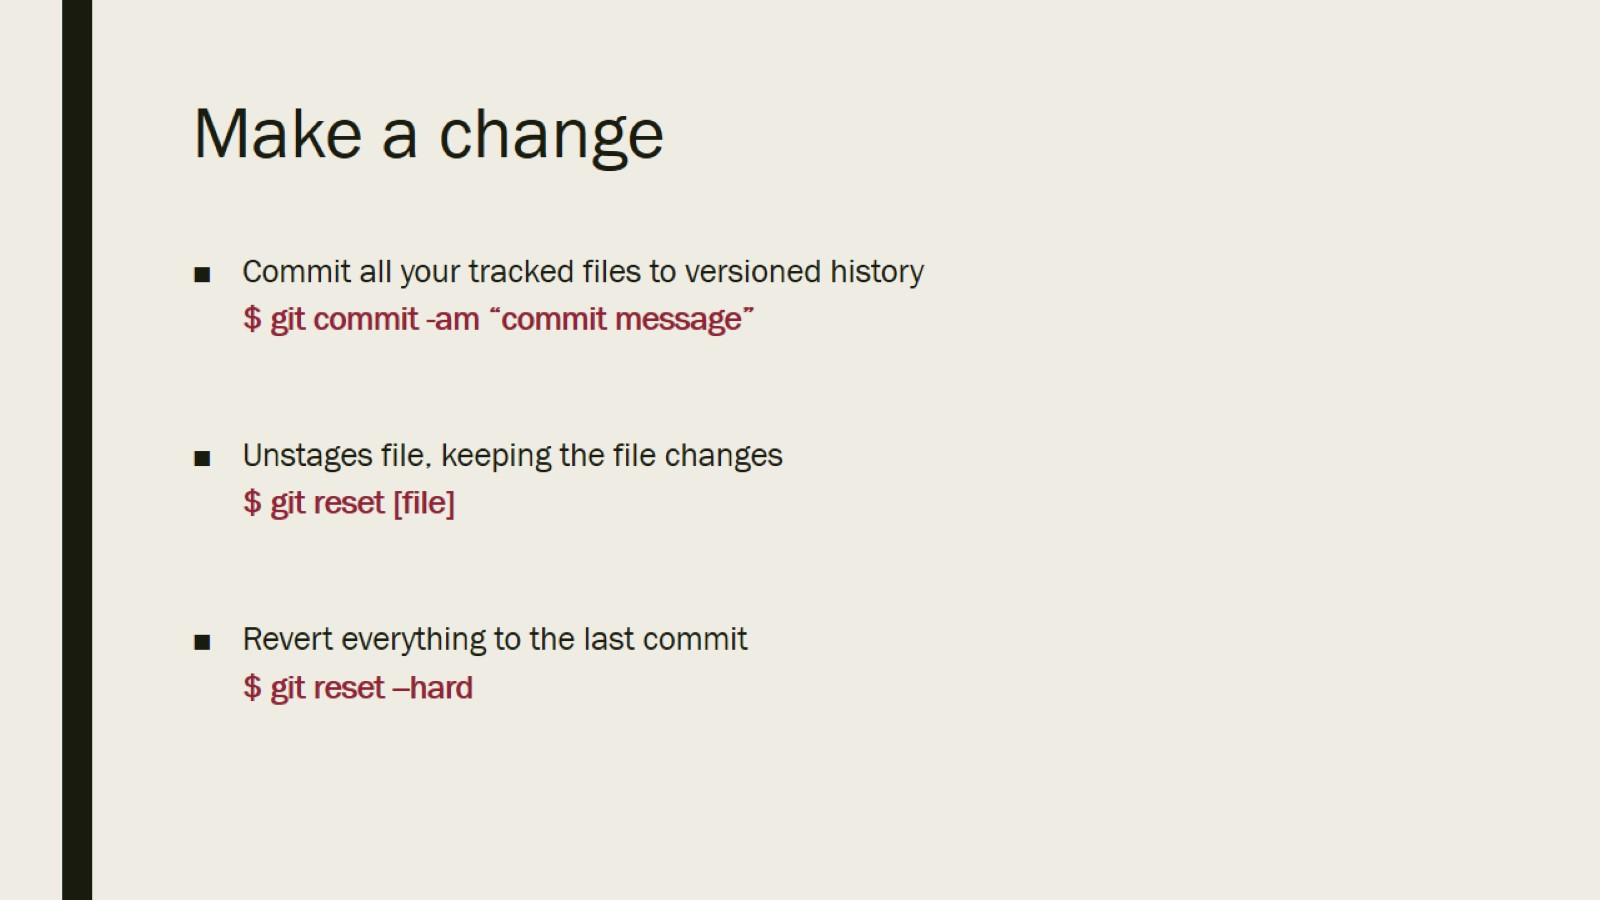 Make a change
■ Commit all your tracked files to versioned history
$ git commit -am “commit message”
■ Unstages file, keeping the file changes
$ git reset [file]
■ Revert everything to the last commit
$ git reset –hard